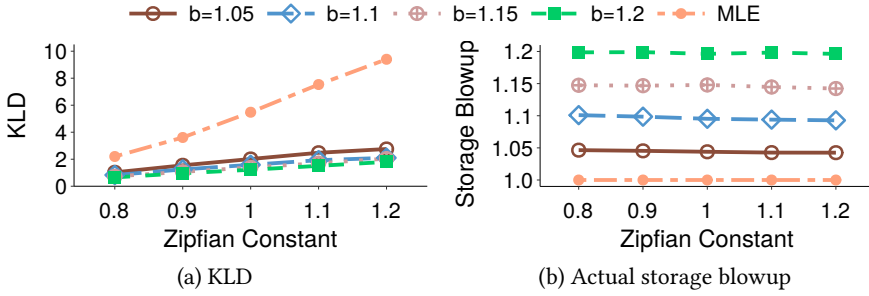 b=1.05 b=1.1 b=1.15 b=1.2 MLE
KLD
10
8
6
4
2
0
0.8 0.9 1 1.1 1.2
Zipfian Constant
(a) KLD
Storage Blowup
1.2
1.15
1.1
1.05
1.0
0.8 0.9 1 1.1 1.2
Zipfian Constant
(b) Actual storage blowup